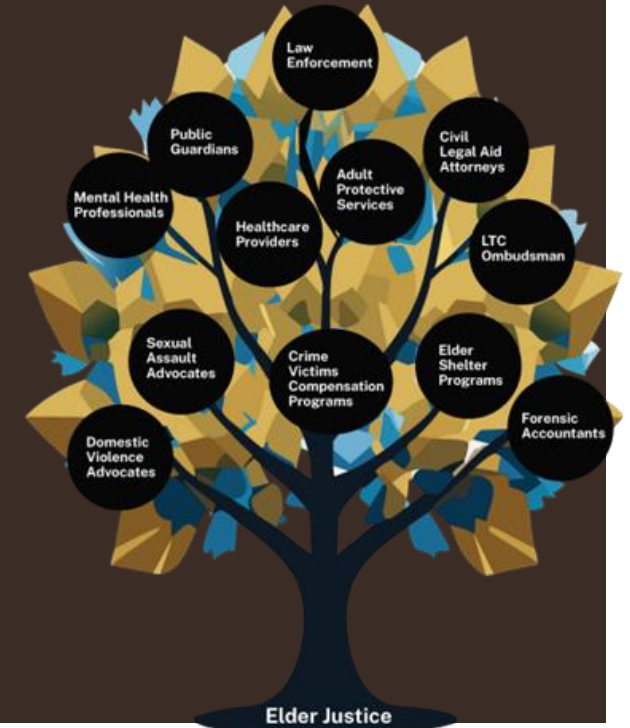 Law
Enforcement
Public
Guardians
Civil
Legal Aid
Attorneys
Mental Health
Professionals
Adult
Protective
Services
Healthcare
Providers
LTC
Ombudsman
Sexual
Assault
Advocates
Crime
Victims
Compensation
Programs
Elder
Shelter
Programs
Domestic
Violence
Advocates
Forensic
Accountants
Elder Justice